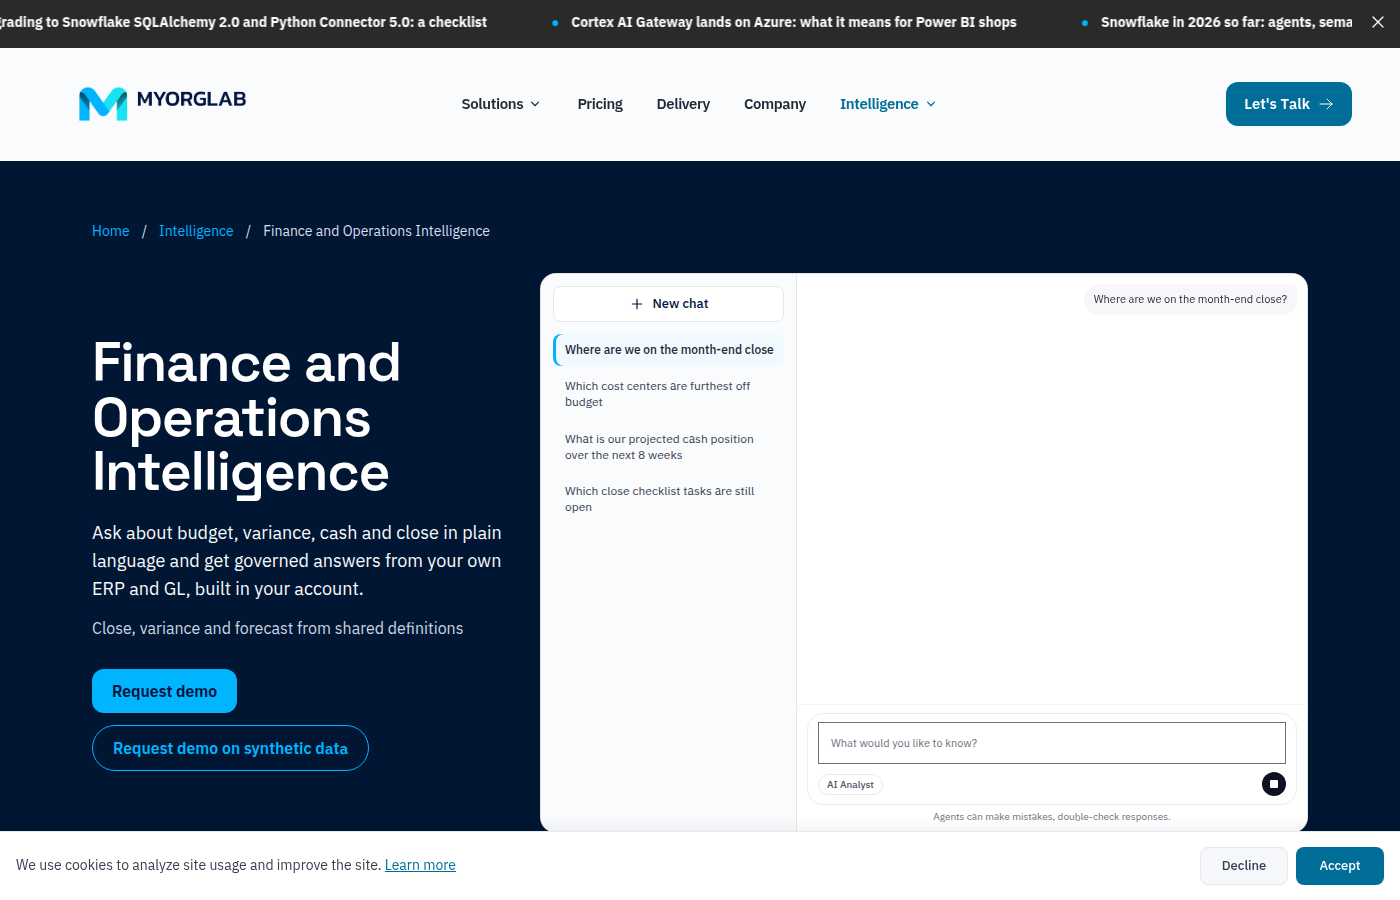 grading to Snowflake SQLAlchemy 2.0 and Python Connector 5.0: a checklist
Cortex AI Gateway lands on Azure: what it means for Power BI shops
Snowflake in 2026 so far: agents, sema
MYORGLAB
Solutions
Pricing
Delivery
Company
Intelligence
Let's Talk
Home / Intelligence / Finance and Operations Intelligence
Finance and
Operations
Intelligence
Ask about budget, variance, cash and close in plain
language and get governed answers from your own
ERP and GL, built in your account.
Close, variance and forecast from shared definitions
Request demo
Request demo on synthetic data
New chat
Where are we on the month-end close
Which cost centers are furthest off
budget
What is our projected cash position
over the next 8 weeks
Which close checklist tasks are still
open
Where are we on the month-end close?
What would you like to know?
AI Analyst
Agents can make mistakes, double-check responses.
We use cookies to analyze site usage and improve the site. Learn more
Decline
Accept